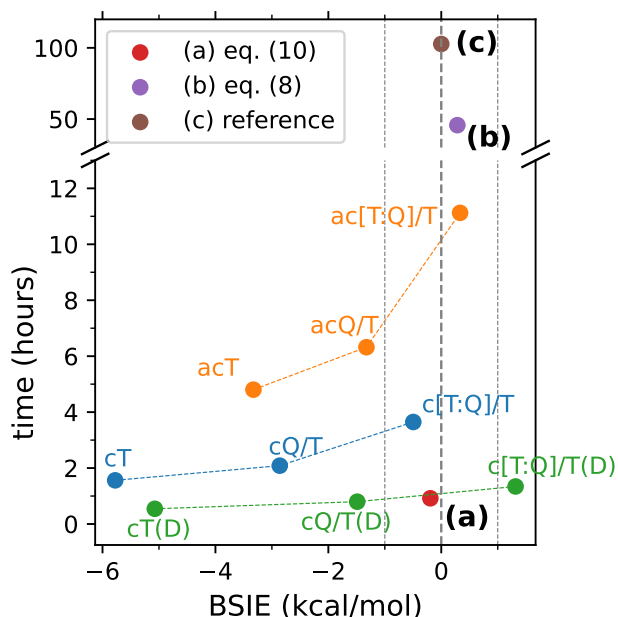 (a) eq. (10)
(b) eq. (8)
(c) reference
(c)
(b)
100
50
12
10
8
6
4
2
0
time (hours)
ac[T:Q]/T
acQ/T
acT
c[T:Q]/T
cQ/T
cT
c[T:Q]/T(D)
cQ/T(D)
cT(D)
(a)
−6
−4
−2
0
BSIE (kcal/mol)